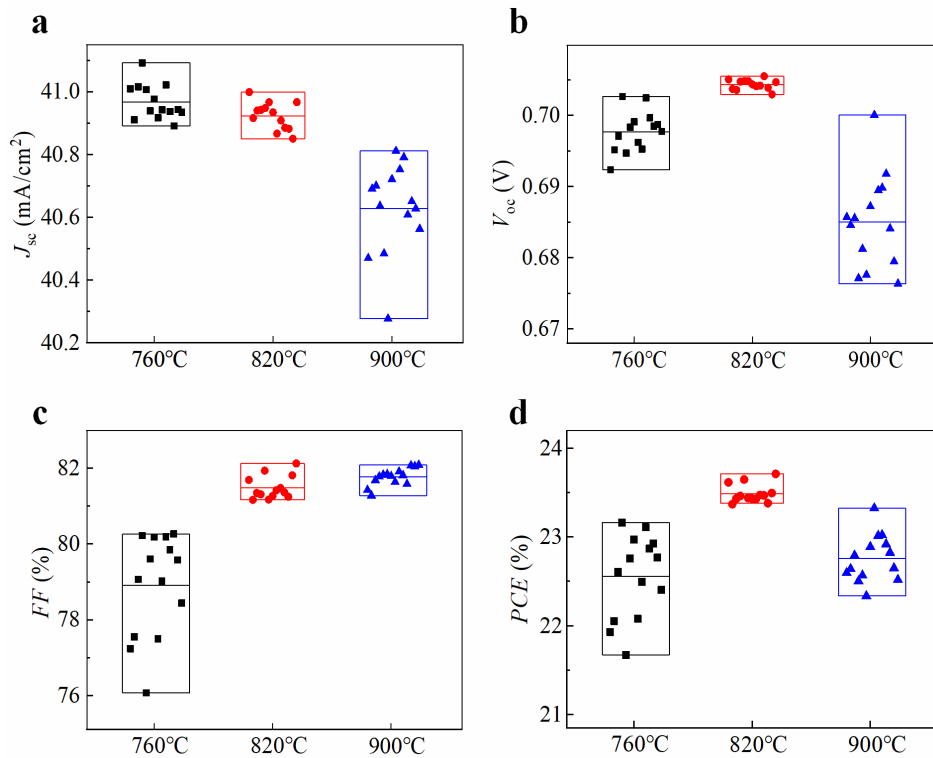 a
J_sc (mA/cm²)
41.0
40.8
40.6
40.4
40.2
760℃ 820℃ 900℃
b
V_oc (V)
0.70
0.69
0.68
0.67
760℃ 820℃ 900℃
c
FF (%)
82
80
78
76
760℃ 820℃ 900℃
d
PCE (%)
24
23
22
21
760℃ 820℃ 900℃